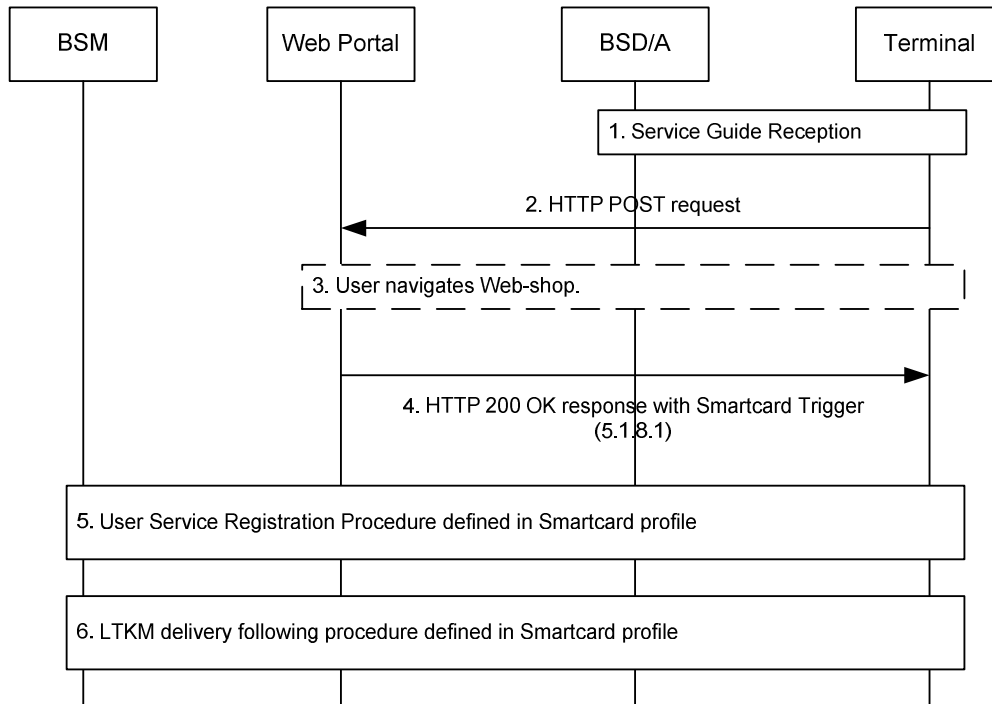 BSM
Web Portal
BSD/A
Terminal
1. Service Guide Reception
2. HTTP POST request
3. User navigates Web-shop.
4. HTTP 200 OK response with Smartcard Trigger
(5.1.8.1)
5. User Service Registration Procedure defined in Smartcard profile
6. LTKM delivery following procedure defined in Smartcard profile